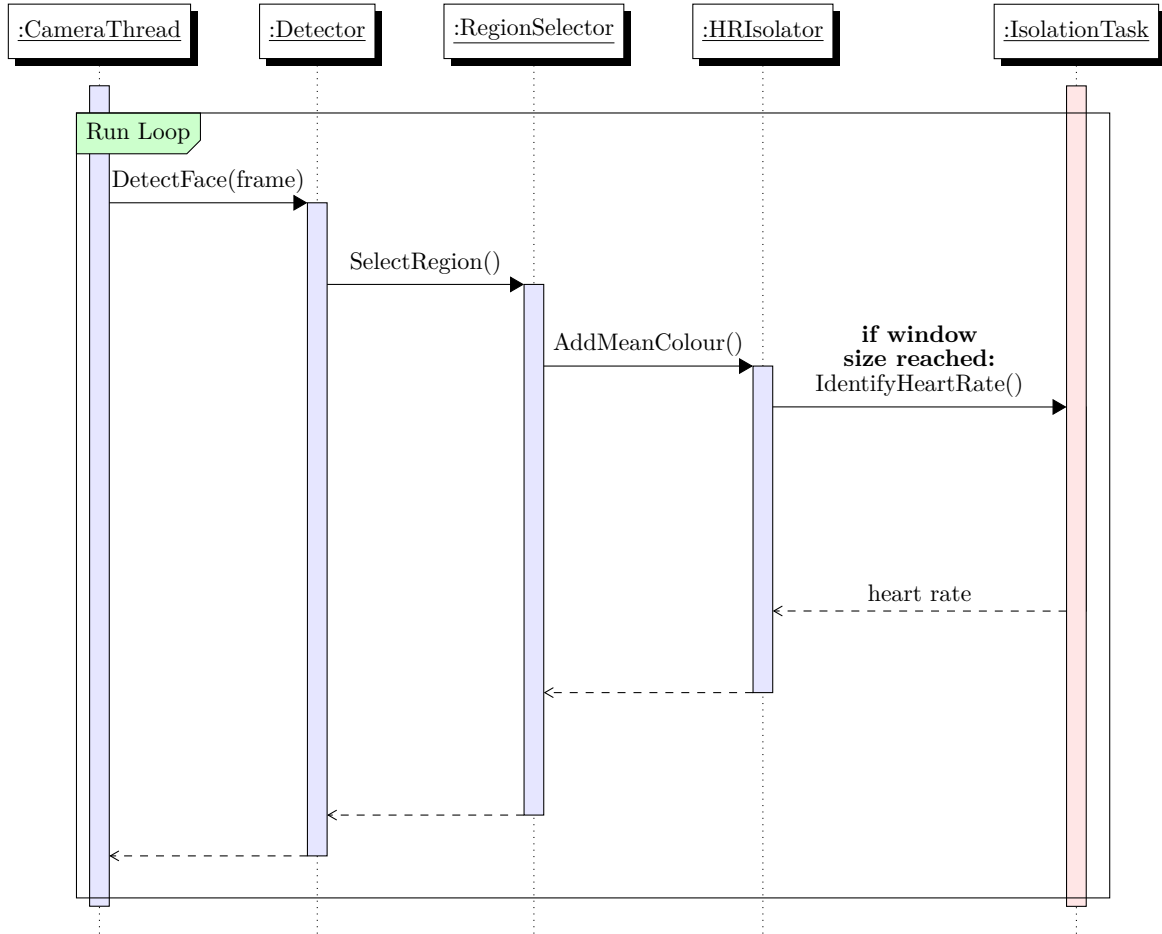 :CameraThread
:Detector
:RegionSelector
:HRIsolator
:IsolationTask
Run Loop
DetectFace(frame)
SelectRegion()
AddMeanColour()
if window
size reached:
IdentifyHeartRate()
heart rate